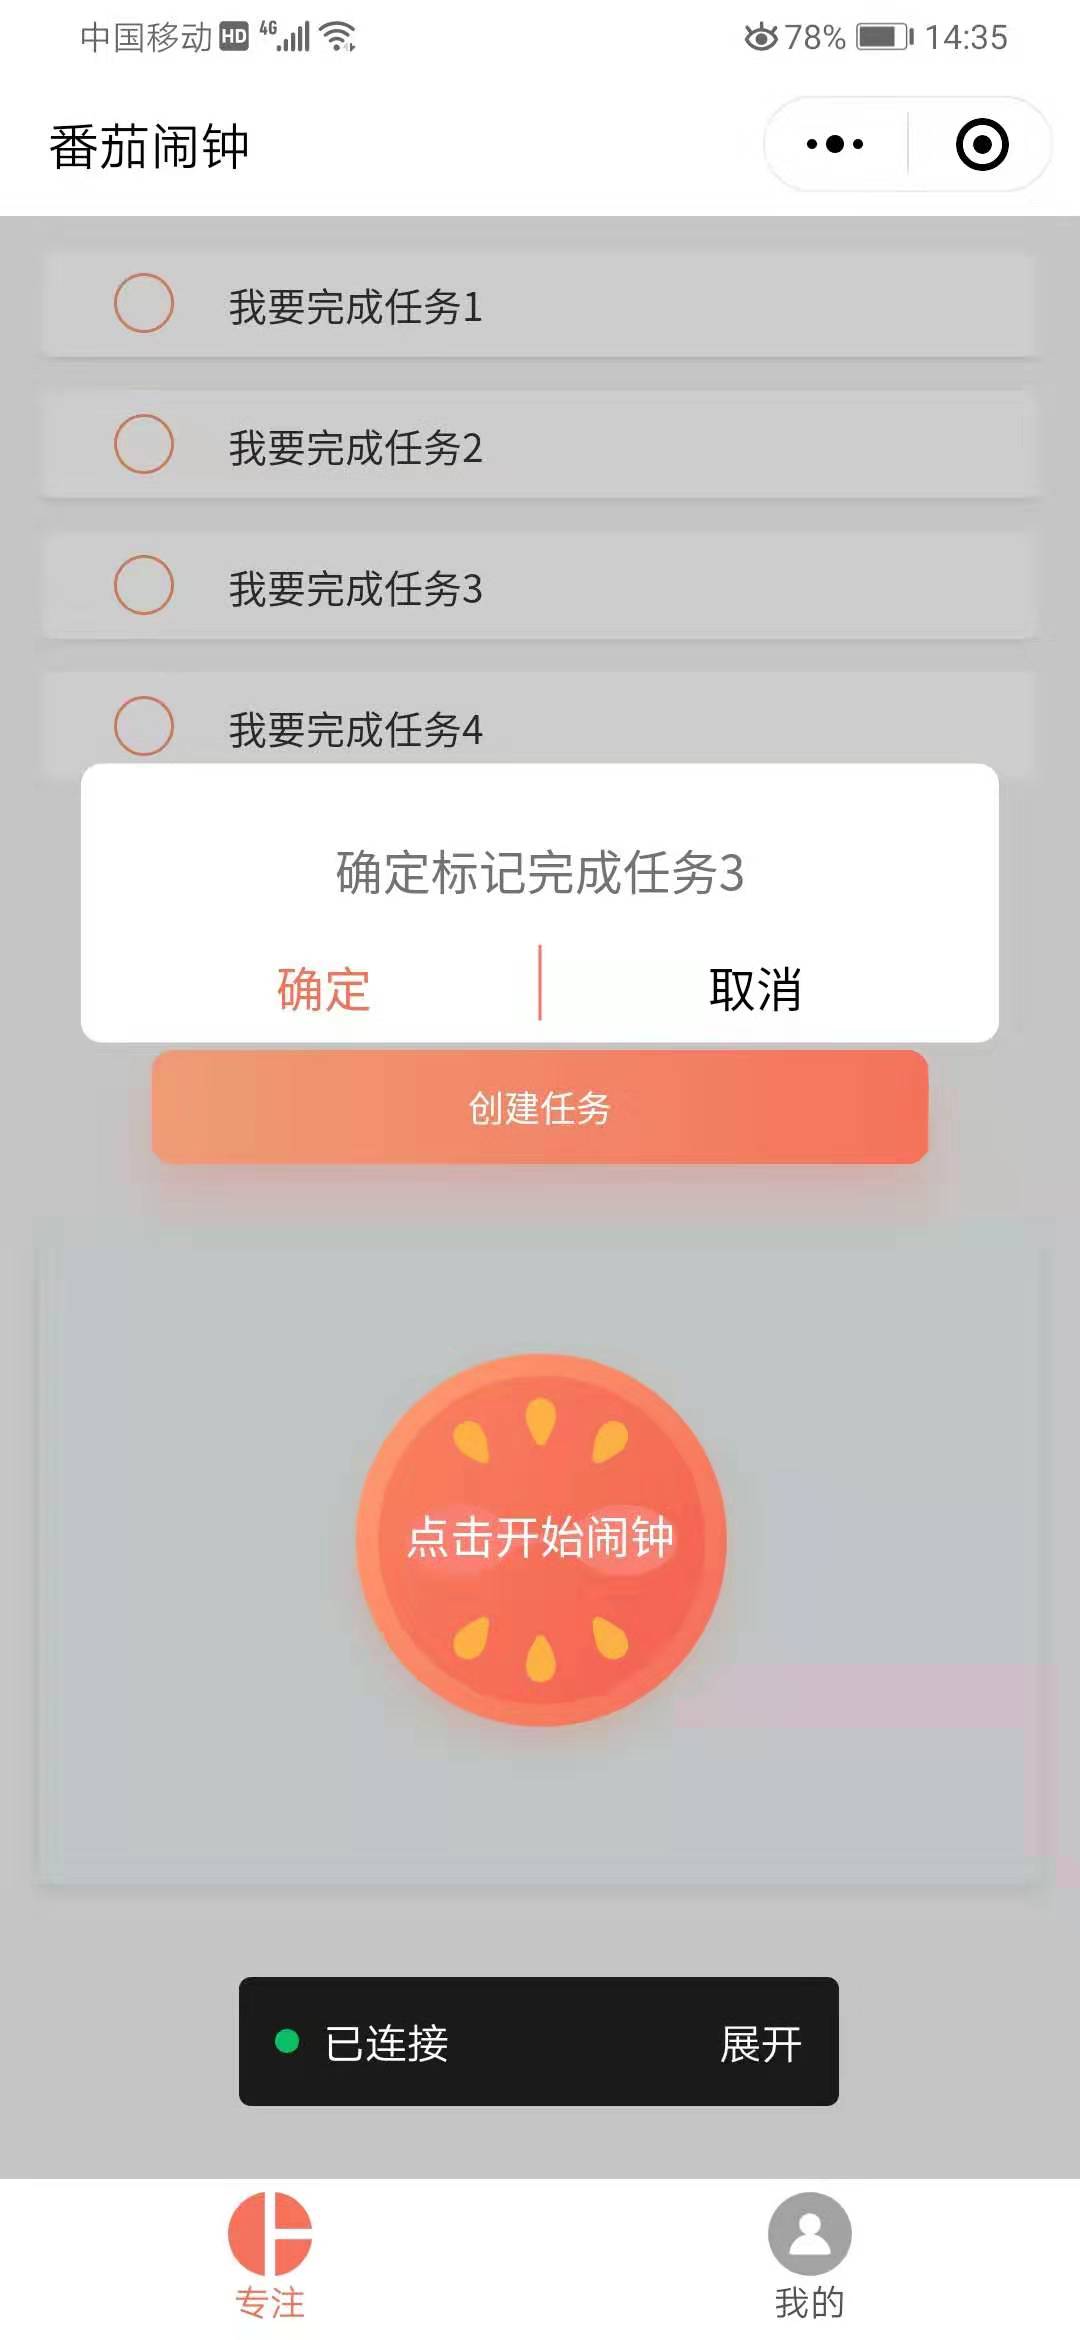 中国移动 HD 4G 78% 14:35
番茄闹钟
我要完成任务1
我要完成任务2
我要完成任务3
我要完成任务4
确定标记完成任务3
确定 取消
创建任务
点击开始闹钟
已连接 展开
专注 我的